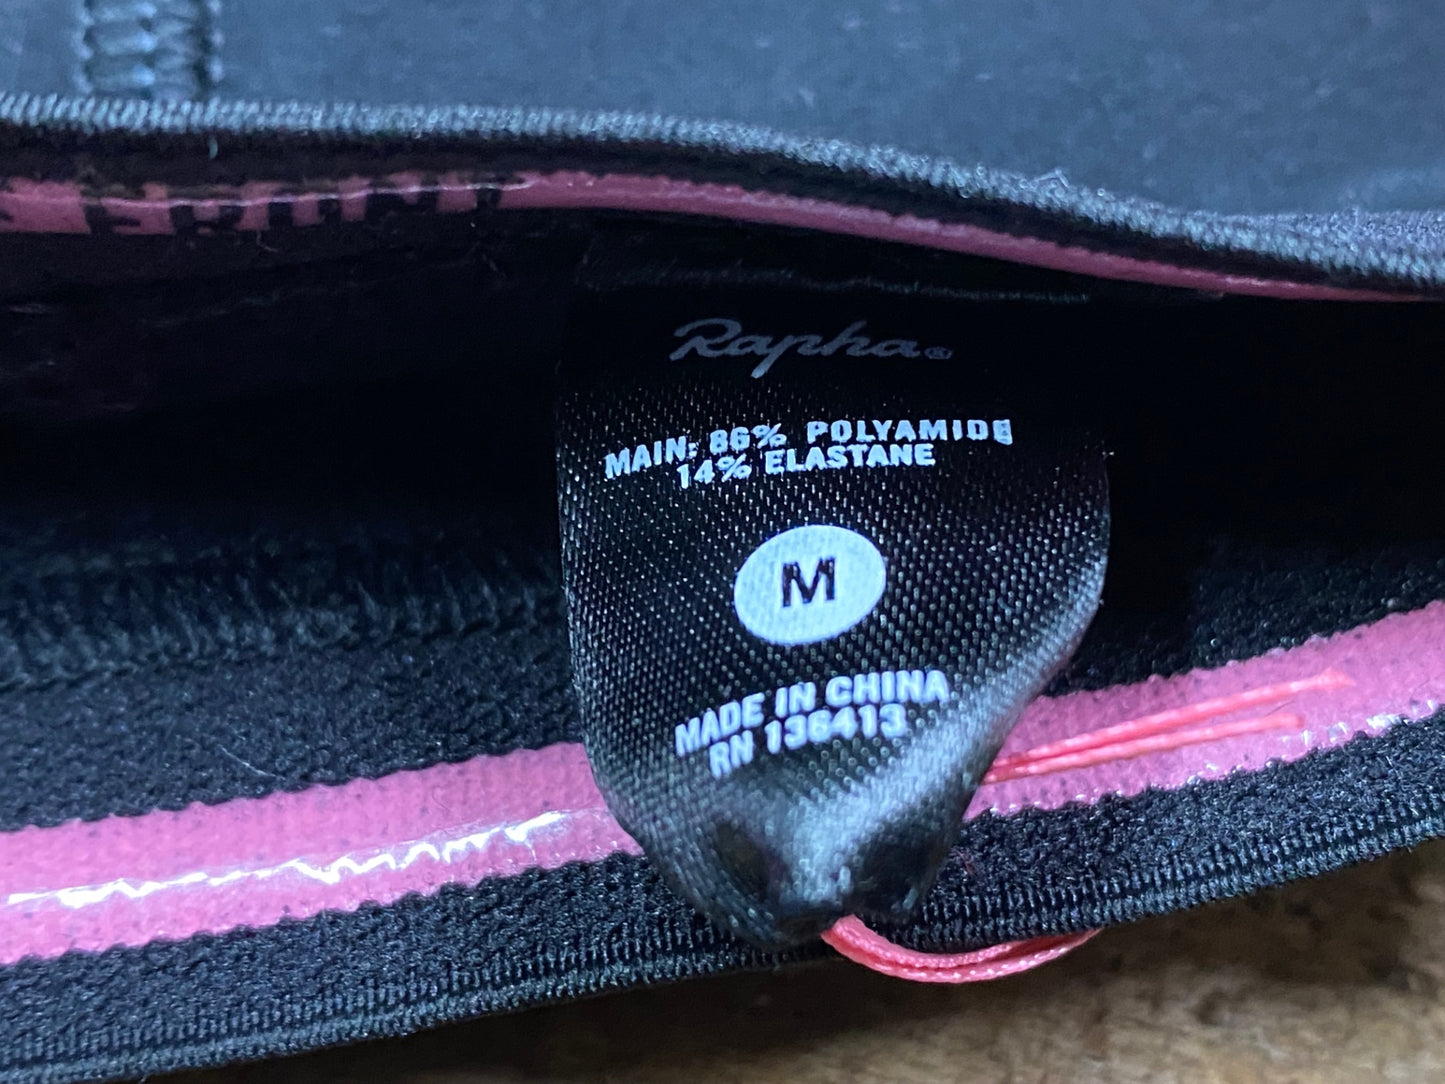 Rapha®
MAIN: 86% POLYAMIDE
14% ELASTANE
M
MADE IN CHINA
RN 136413